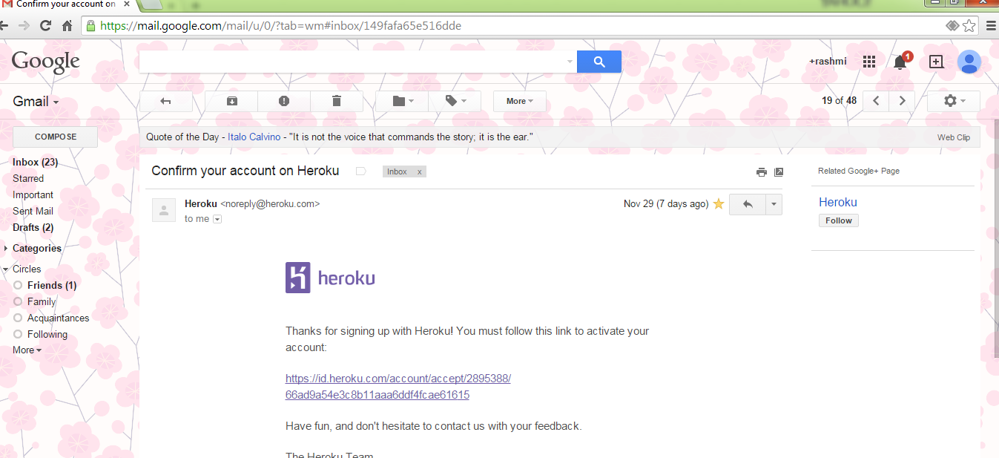 Confirm your account on
https://mail.google.com/mail/u/0/?tab=wm#inbox/149fafa65e516dde
Google
+rashmi
1
Gmail
More
19 of 48
COMPOSE
Quote of the Day - Italo Calvino - "It is not the voice that commands the story; it is the ear."
Web Clip
Inbox (23)
Starred
Important
Sent Mail
Drafts (2)
Categories
Circles
Friends (1)
Family
Acquaintances
Following
More
Confirm your account on Heroku
Inbox x
Heroku <noreply@heroku.com>
to me
Nov 29 (7 days ago)
heroku
Thanks for signing up with Heroku! You must follow this link to activate your
account:
https://id.heroku.com/account/accept/2895388/
66ad9a54e3c8b11aaa6ddf4fcae61615
Have fun, and don't hesitate to contact us with your feedback.
The Heroku Team
Related Google+ Page
Heroku
Follow